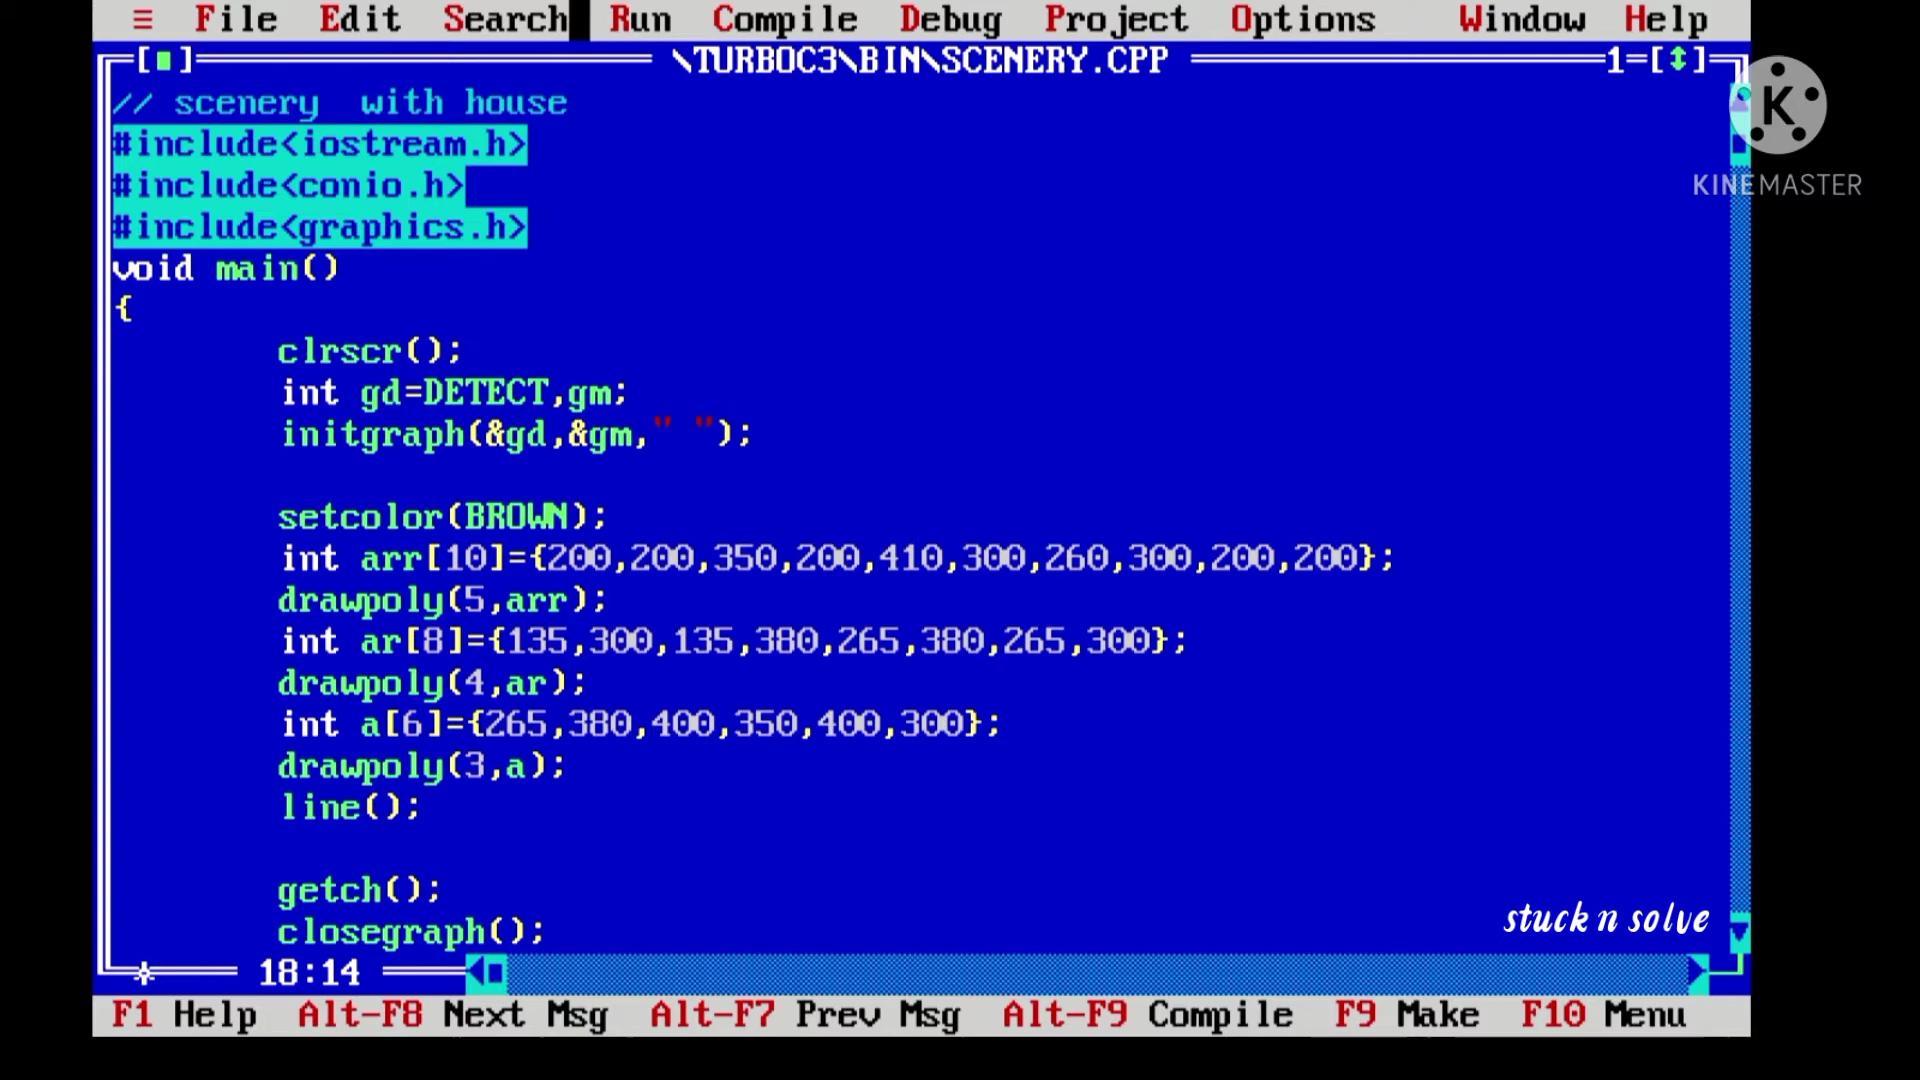 ≡ File Edit Search Run Compile Debug Project Options Window Help
[■] \TURBOC3\BIN\SCENERY.CPP 1=[↕]
K
KINEMASTER
// scenery  with house
#include<iostream.h>
#include<conio.h>
#include<graphics.h>
void main()
{
clrscr();
int gd=DETECT,gm;
initgraph(&gd,&gm," ");
setcolor(BROWN);
int arr[10]={200,200,350,200,410,300,260,300,200,200};
drawpoly(5,arr);
int ar[8]={135,300,135,380,265,380,265,300};
drawpoly(4,ar);
int a[6]={265,380,400,350,400,300};
drawpoly(3,a);
line();
getch();
closegraph();
stuck n solve
18:14
F1 Help Alt-F8 Next Msg Alt-F7 Prev Msg Alt-F9 Compile F9 Make F10 Menu